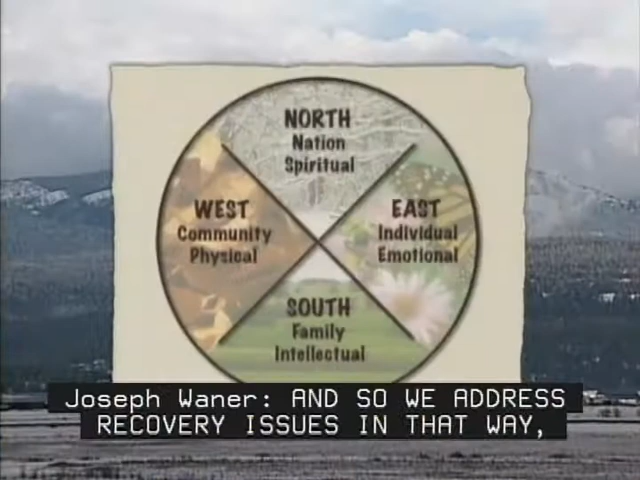 NORTH
Nation
Spiritual
WEST
Community
Physical
EAST
Individual
Emotional
SOUTH
Family
Intellectual
Joseph Waner: AND SO WE ADDRESS
RECOVERY ISSUES IN THAT WAY,